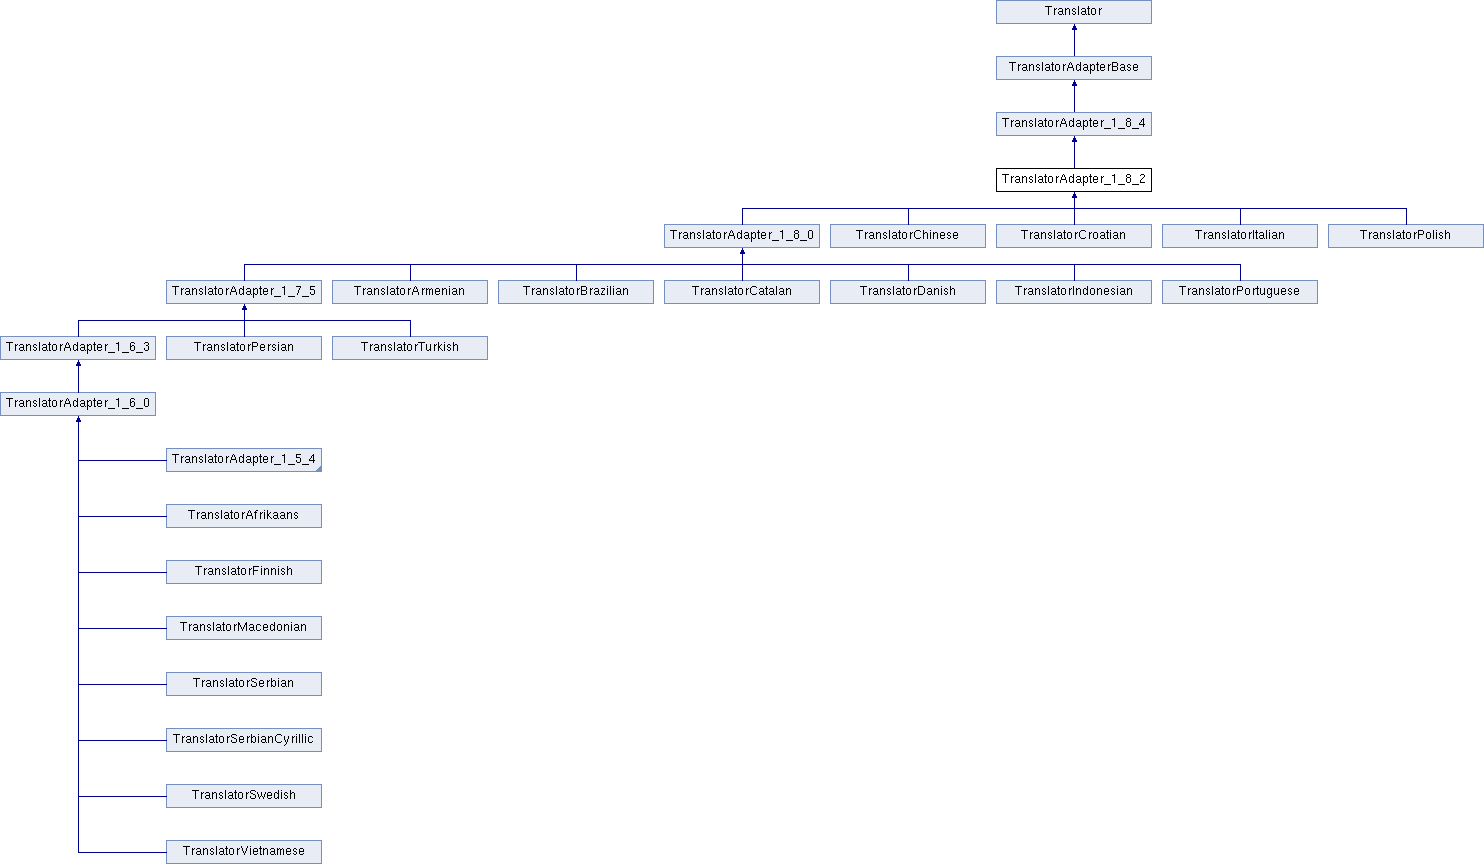 Translator
TranslatorAdapterBase
TranslatorAdapter_1_8_4
TranslatorAdapter_1_8_2
TranslatorAdapter_1_8_0
TranslatorChinese
TranslatorCroatian
TranslatorItalian
TranslatorPolish
TranslatorAdapter_1_7_5
TranslatorArmenian
TranslatorBrazilian
TranslatorCatalan
TranslatorDanish
TranslatorIndonesian
TranslatorPortuguese
TranslatorAdapter_1_6_3
TranslatorPersian
TranslatorTurkish
TranslatorAdapter_1_6_0
TranslatorAdapter_1_5_4
TranslatorAfrikaans
TranslatorFinnish
TranslatorMacedonian
TranslatorSerbian
TranslatorSerbianCyrillic
TranslatorSwedish
TranslatorVietnamese